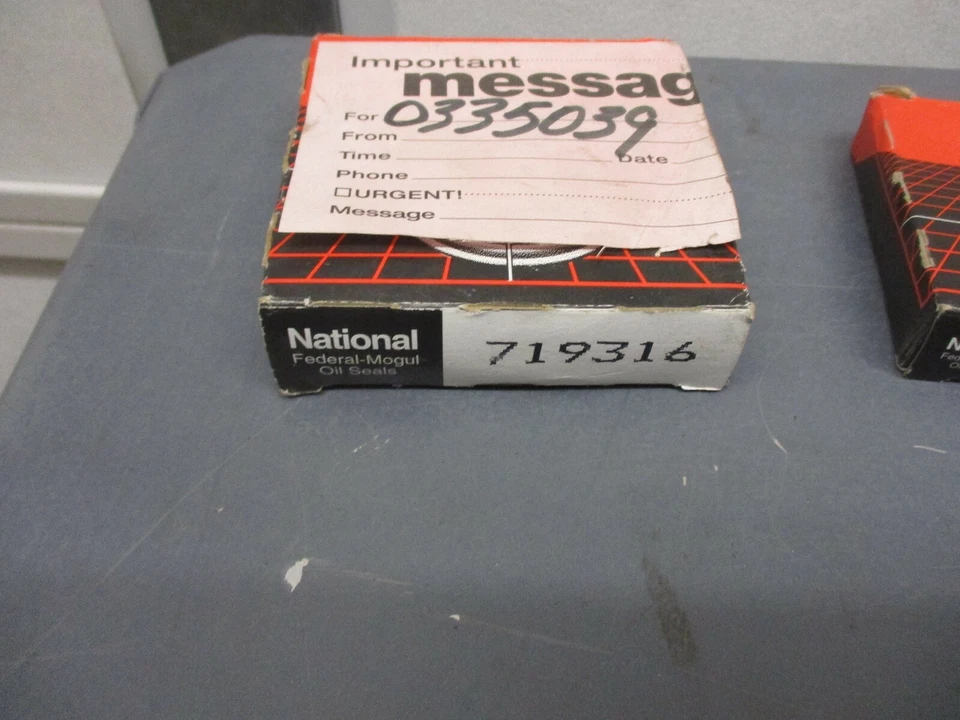 Important
messag
For 0335039
From
Time Date
Phone
☐URGENT!
Message
National
Federal-Mogul
Oil Seals
719316